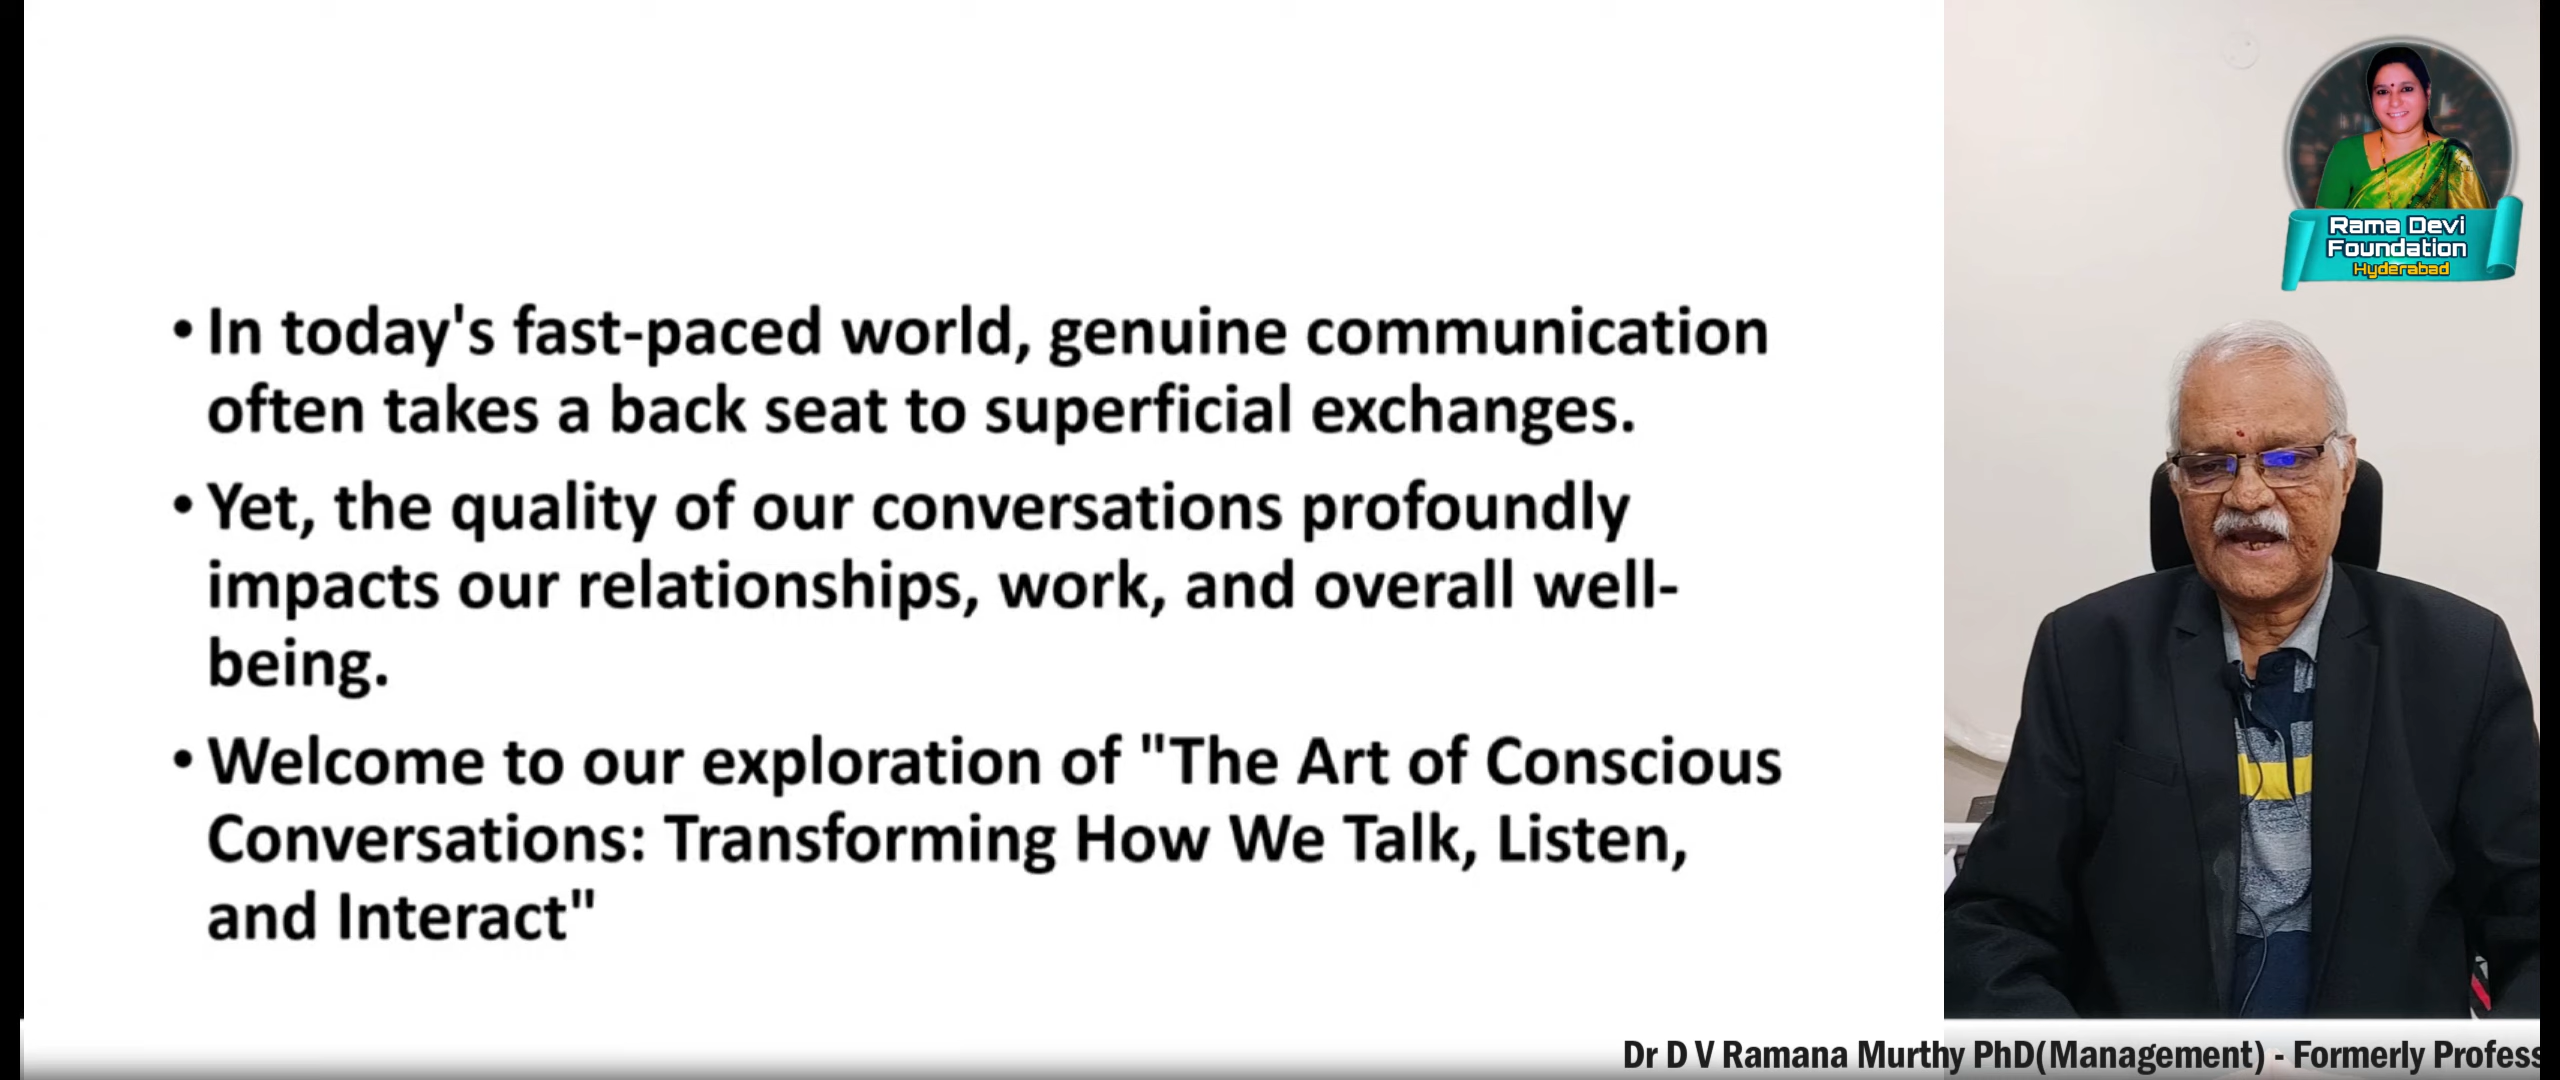 • In today's fast-paced world, genuine communication
often takes a back seat to superficial exchanges.
• Yet, the quality of our conversations profoundly
impacts our relationships, work, and overall well-
being.
• Welcome to our exploration of "The Art of Conscious
Conversations: Transforming How We Talk, Listen,
and Interact"
Rama Devi
Foundation
Hyderabad
Dr D V Ramana Murthy PhD(Management) - Formerly Profess